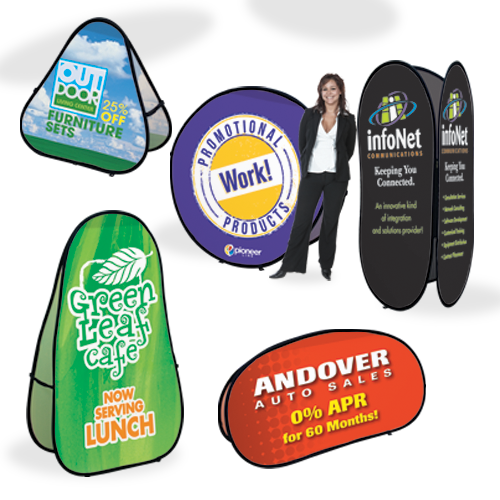 OUT
DOOR
LIVING CENTER
25%
OFF
FURNITURE
SETS
PROMOTIONAL
Work!
PRODUCTS
pioneer
infoNet
COMMUNICATIONS
Keeping You
Connected.
An innovative kind
of integration
and solutions provider!
infoNet
COMMUNICATIONS
Keeping You
Connected.
Green
Leaf
Cafe
NOW
SERVING
LUNCH
ANDOVER
AUTO SALES
0% APR
for 60 Months!